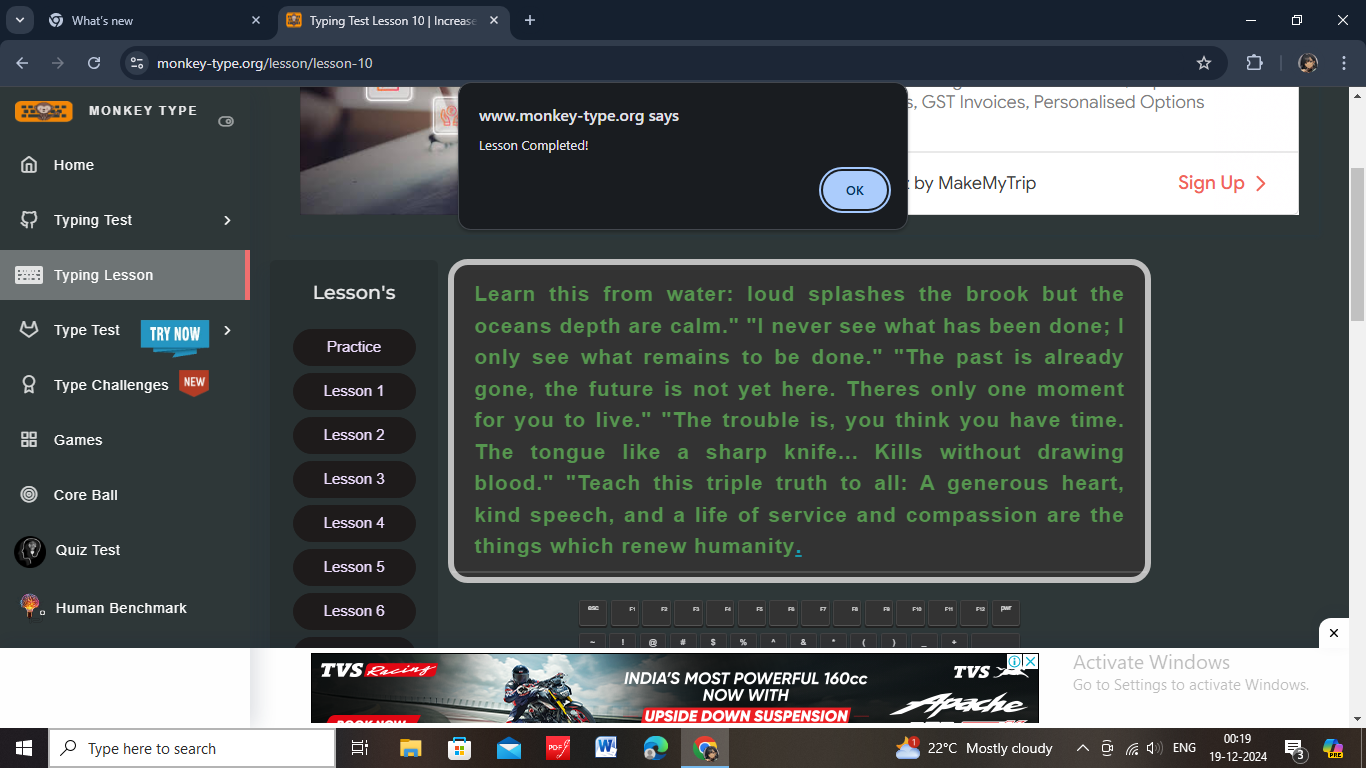 What's new
Typing Test Lesson 10 | Increase
monkey-type.org/lesson/lesson-10
MONKEY TYPE
Home
Typing Test
Typing Lesson
Type Test
TRY NOW
Type Challenges
NEW
Games
Core Ball
Quiz Test
Human Benchmark
GST Invoices, Personalised Options
by MakeMyTrip
Sign Up
www.monkey-type.org says
Lesson Completed!
OK
Lesson's
Practice
Lesson 1
Lesson 2
Lesson 3
Lesson 4
Lesson 5
Lesson 6
Learn this from water: loud splashes the brook but the
oceans depth are calm." "I never see what has been done; I
only see what remains to be done." "The past is already
gone, the future is not yet here. Theres only one moment
for you to live." "The trouble is, you think you have time.
The tongue like a sharp knife... Kills without drawing
blood." "Teach this triple truth to all: A generous heart,
kind speech, and a life of service and compassion are the
things which renew humanity.
esc F1 F2 F3 F4 F5 F6 F7 F8 F9 F10 F11 F12 pwr
~ ! @ # $ % ^ & * ( ) _ +
TVS Racing
BOOK NOW
INDIA'S MOST POWERFUL 160cc
NOW WITH
UPSIDE DOWN SUSPENSION
TVS
Apache
Activate Windows
Go to Settings to activate Windows.
Type here to search
PDF
W
22°C Mostly cloudy
ENG
00:19
19-12-2024
3
PRE